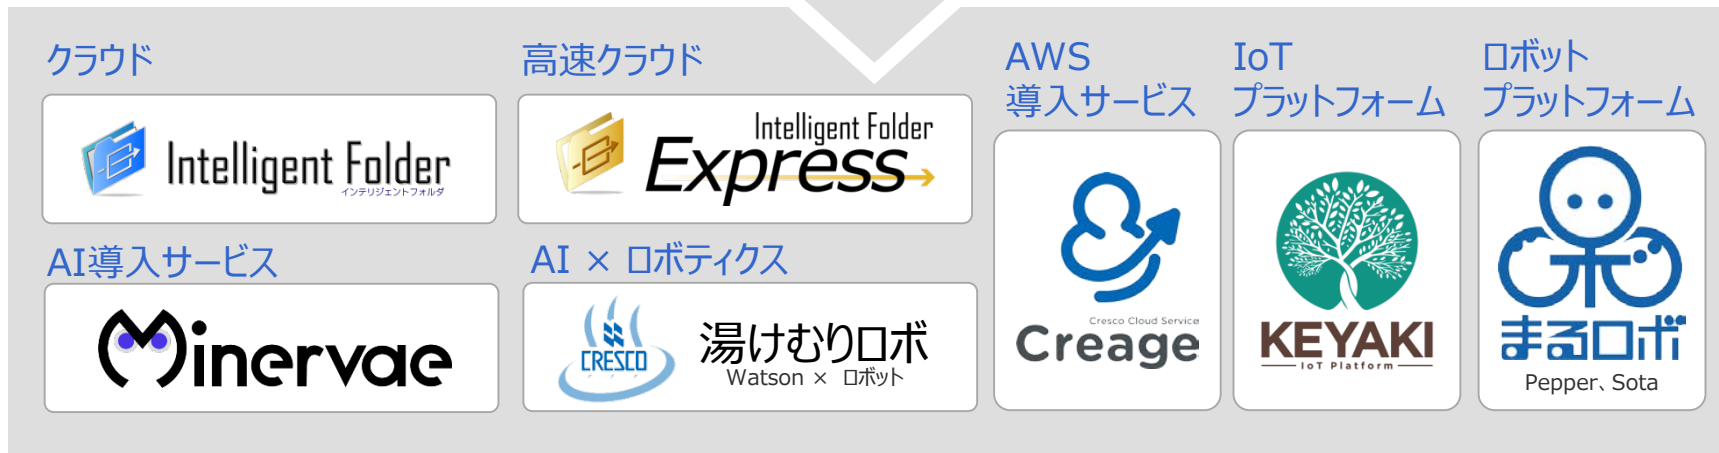 クラウド
Intelligent Folder
インテリジェントフォルダ
高速クラウド
Intelligent Folder
Express
AWS
導入サービス
Cresco Cloud Service
Creage
IoT
プラットフォーム
KEYAKI
IoT Platform
ロボット
プラットフォーム
ロボ
まるロボ
Pepper、Sota
AI導入サービス
Minervae
AI × ロボティクス
CRESCO
湯けむりロボ
Watson × ロボット